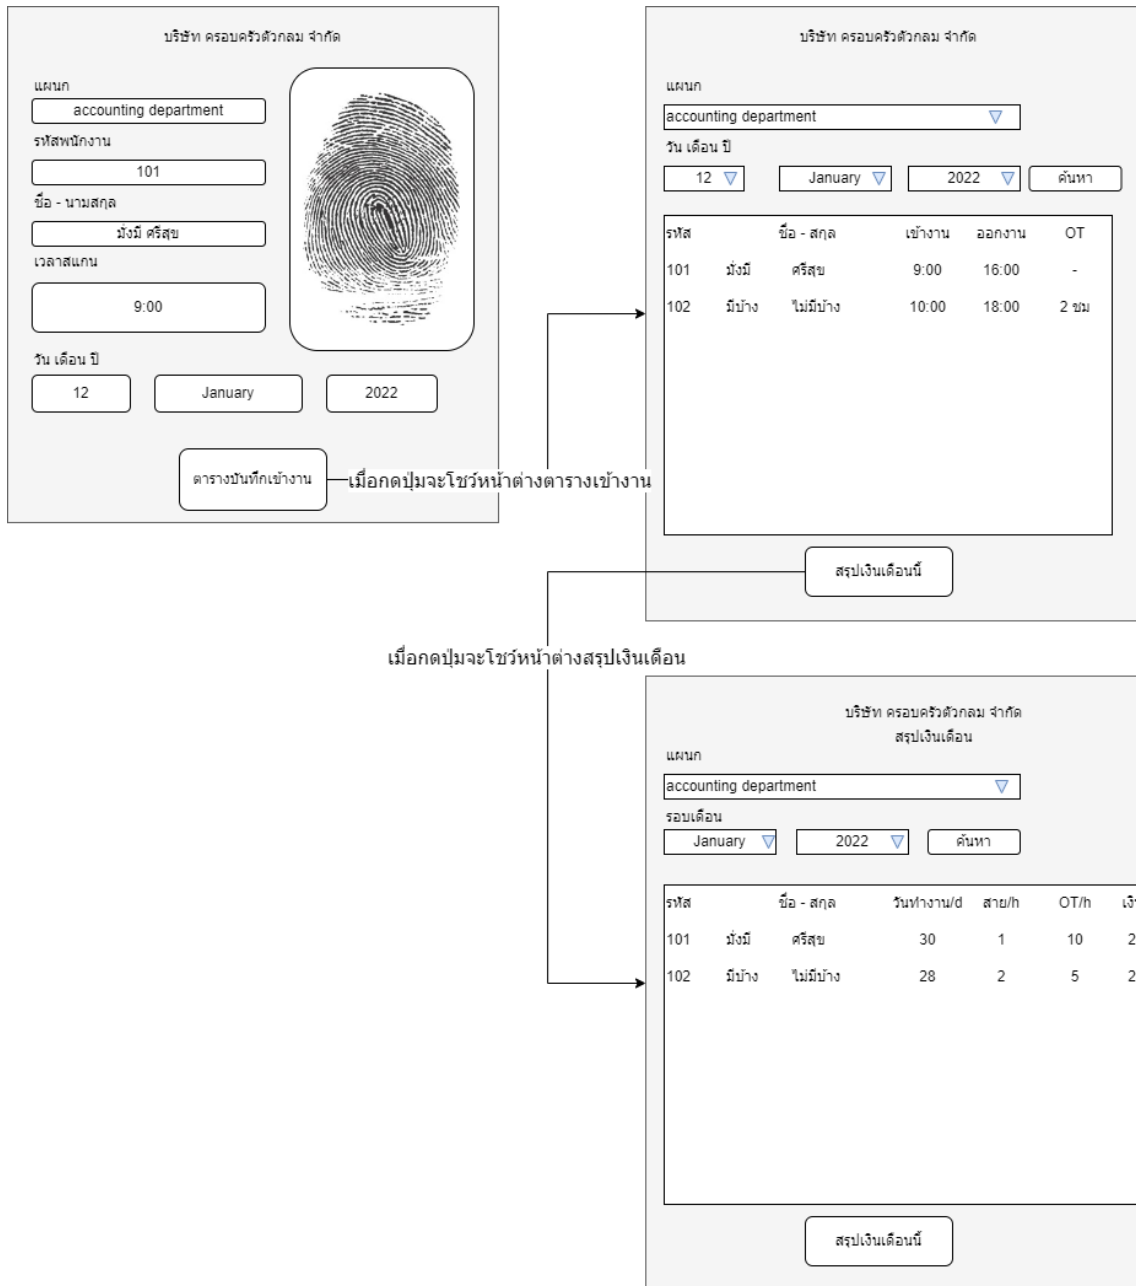 บริษัท ครอบครัวตัวกลม จำกัด
แผนก
accounting department
รหัสพนักงาน
101
ชื่อ - นามสกุล
มั่งมี ศรีสุข
เวลาสแกน
9:00
วัน เดือน ปี
12 January 2022
ตารางบันทึกเข้างาน
เมื่อกดปุ่มจะโชว์หน้าต่างตารางเข้างาน
บริษัท ครอบครัวตัวกลม จำกัด
แผนก
accounting department
วัน เดือน ปี
12 January 2022 ค้นหา
รหัส ชื่อ - สกุล เข้างาน ออกงาน OT
101 มั่งมี ศรีสุข 9:00 16:00 -
102 มีบ้าง ไม่มีบ้าง 10:00 18:00 2 ชม
สรุปเงินเดือนนี้
เมื่อกดปุ่มจะโชว์หน้าต่างสรุปเงินเดือน
บริษัท ครอบครัวตัวกลม จำกัด
สรุปเงินเดือน
แผนก
accounting department
รอบเดือน
January 2022 ค้นหา
รหัส ชื่อ - สกุล วันทำงาน/d สาย/h OT/h
101 มั่งมี ศรีสุข 30 1 10
102 มีบ้าง ไม่มีบ้าง 28 2 5
สรุปเงินเดือนนี้